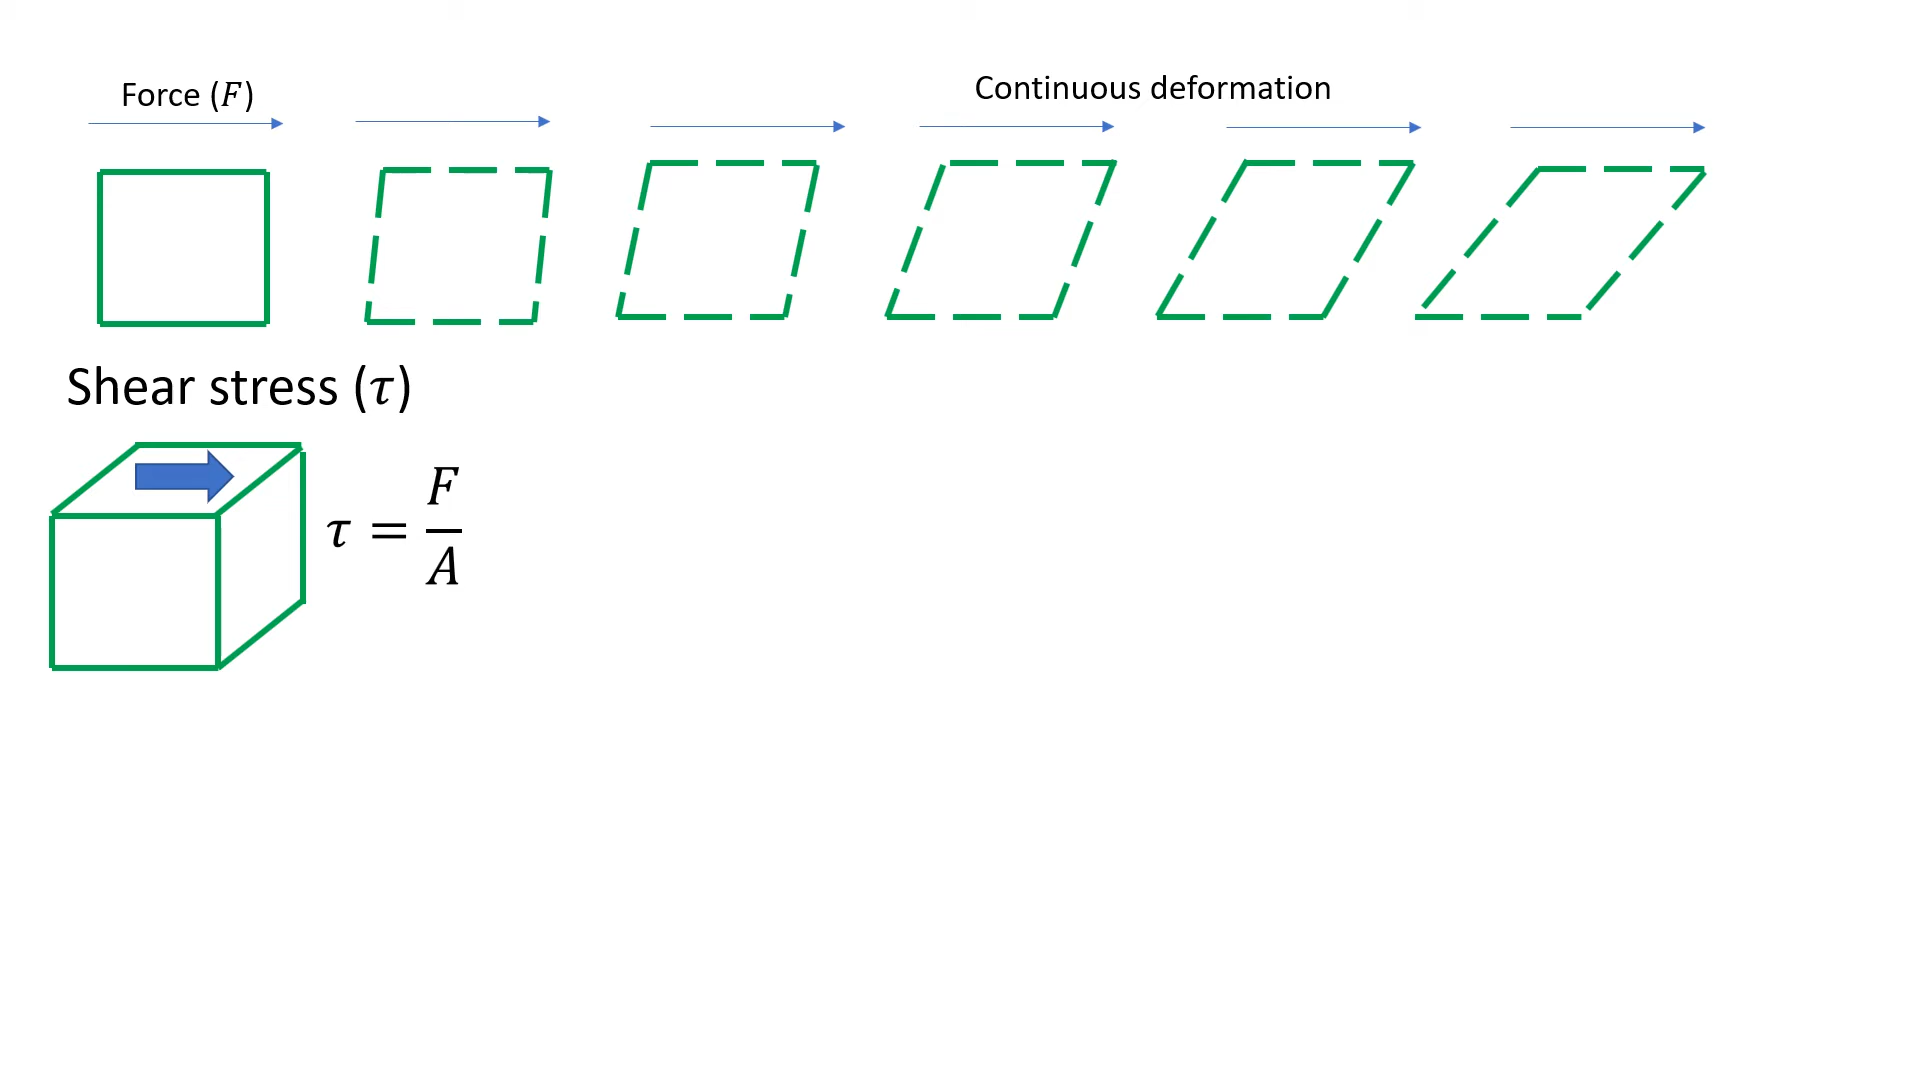 Force (𝐹)
Continuous deformation
Shear stress (𝜏)
𝜏 = 𝐹/𝐴